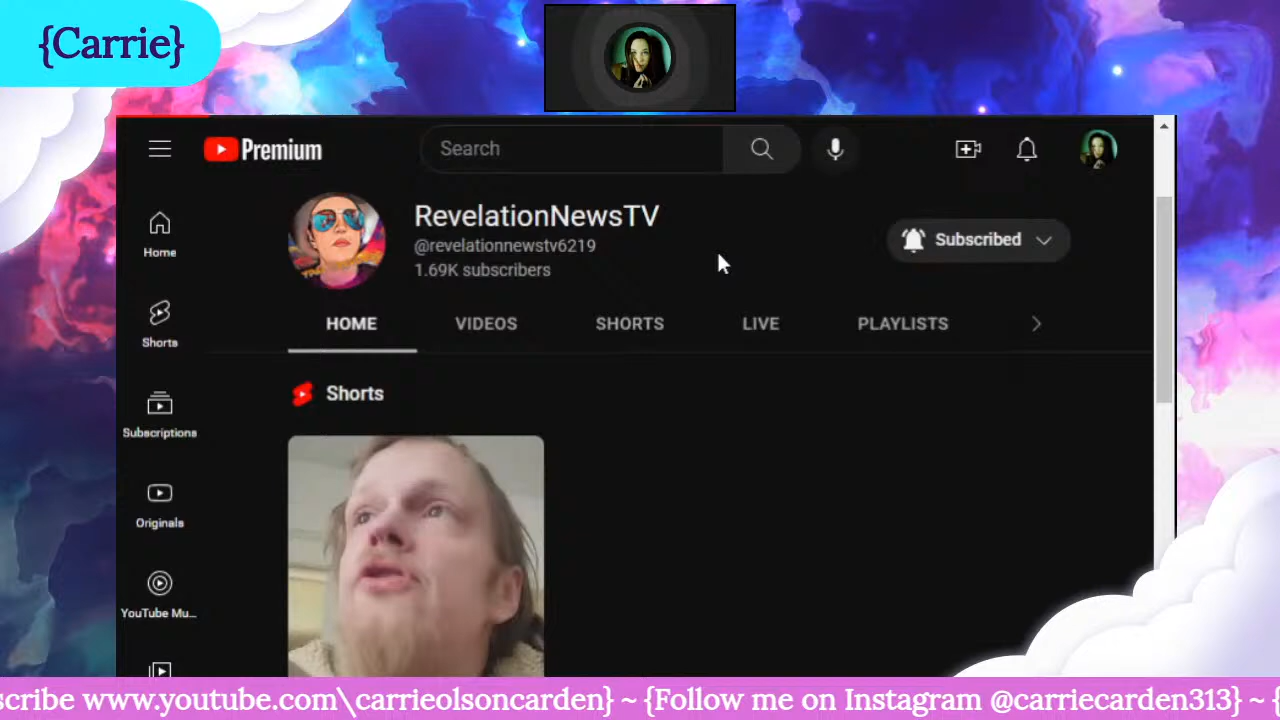 {Carrie}
Premium
Search
RevelationNewsTV
@revelationnewstv6219
1.69K subscribers
Subscribed
Home
Shorts
Subscriptions
Originals
YouTube Mu...
HOME
VIDEOS
SHORTS
LIVE
PLAYLISTS
Shorts
scribe www.youtube.com\carrieolsoncarden} ~ {Follow me on Instagram @carriecarden313} ~ {